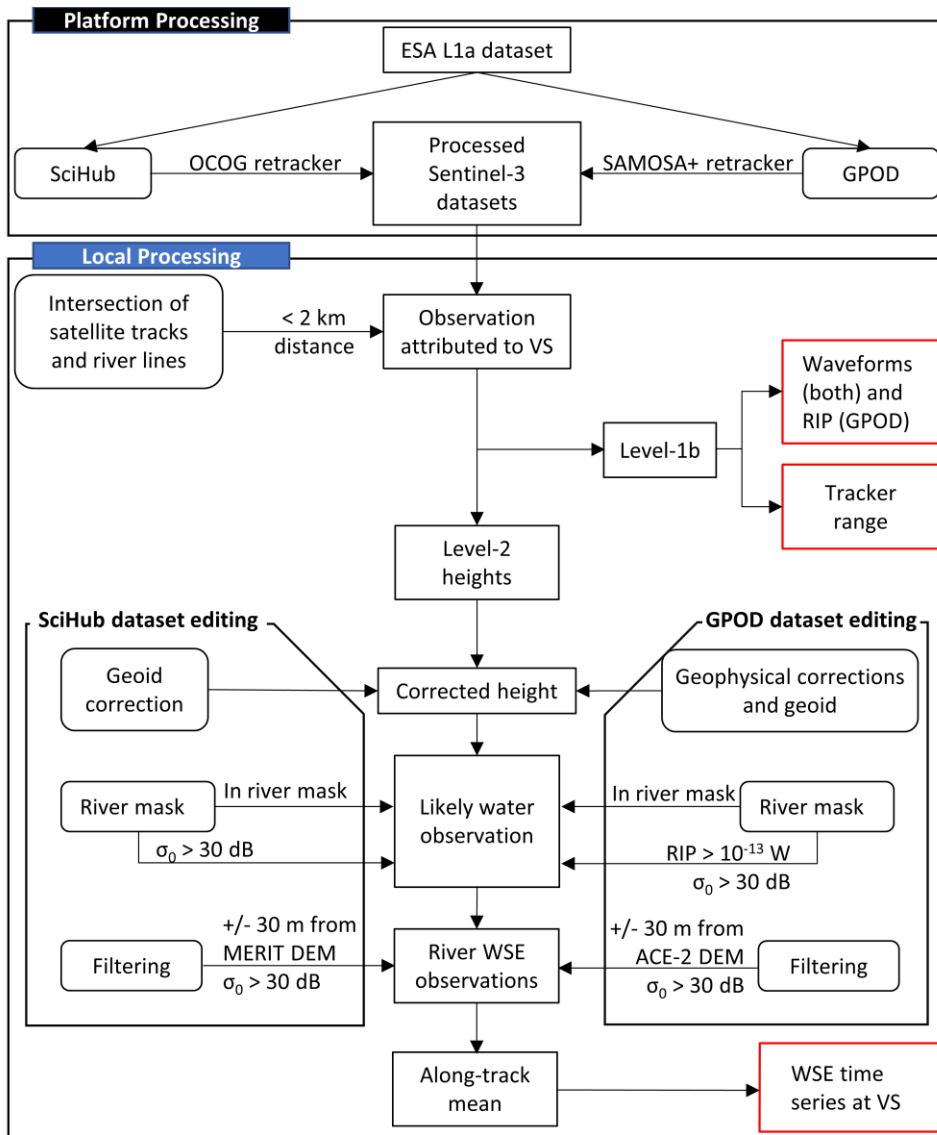 Platform Processing
ESA L1a dataset
SciHub
OCOG retracker
Processed
Sentinel-3
datasets
SAMOSA+ retracker
GPOD
Local Processing
Intersection of
satellite tracks
and river lines
< 2 km
distance
Observation
attributed to VS
Waveforms
(both) and
RIP (GPOD)
Level-1b
Tracker
range
Level-2
heights
SciHub dataset editing
GPOD dataset editing
Geoid
correction
Corrected height
Geophysical corrections
and geoid
River mask
In river mask
σ₀ > 30 dB
Likely water
observation
In river mask
River mask
RIP > 10⁻¹³ W
σ₀ > 30 dB
Filtering
+/- 30 m from
MERIT DEM
σ₀ > 30 dB
River WSE
observations
+/- 30 m from
ACE-2 DEM
σ₀ > 30 dB
Filtering
Along-track
mean
WSE time
series at VS